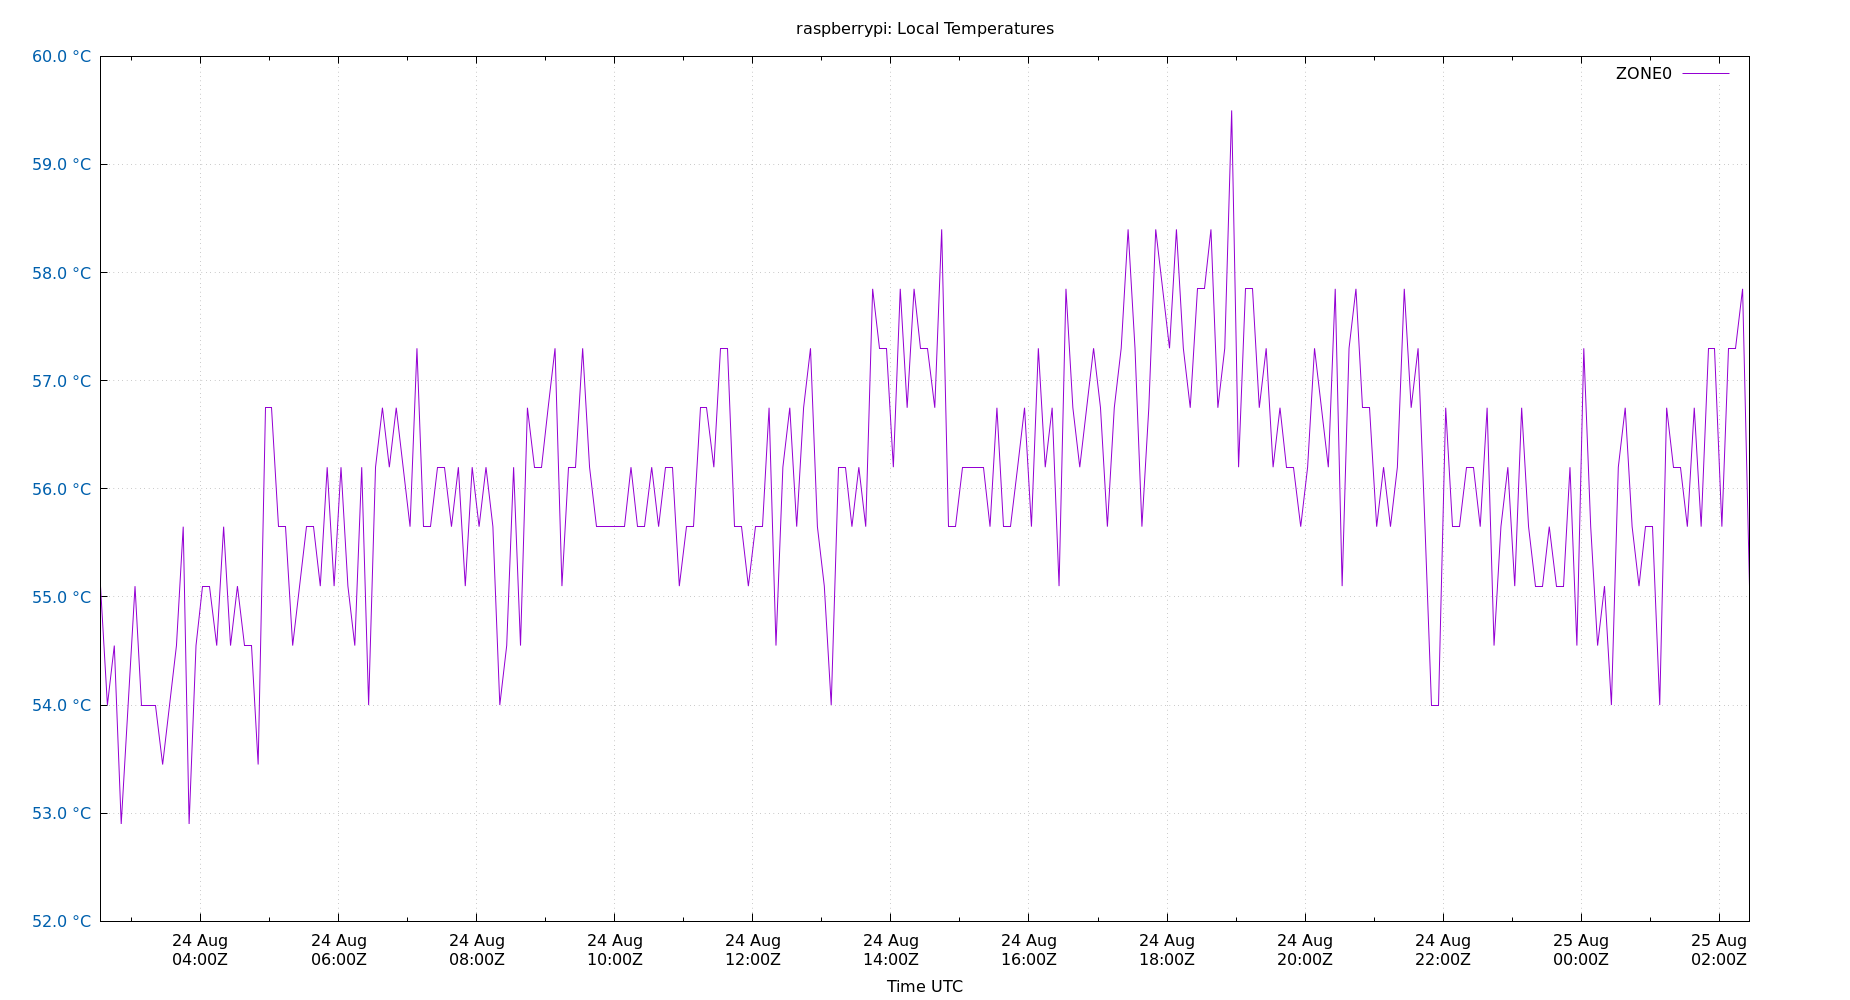 raspberrypi: Local Temperatures
60.0 °C
59.0 °C
58.0 °C
57.0 °C
56.0 °C
55.0 °C
54.0 °C
53.0 °C
52.0 °C
ZONE0
24 Aug
04:00Z
24 Aug
06:00Z
24 Aug
08:00Z
24 Aug
10:00Z
24 Aug
12:00Z
24 Aug
14:00Z
24 Aug
16:00Z
24 Aug
18:00Z
24 Aug
20:00Z
24 Aug
22:00Z
25 Aug
00:00Z
25 Aug
02:00Z
Time UTC